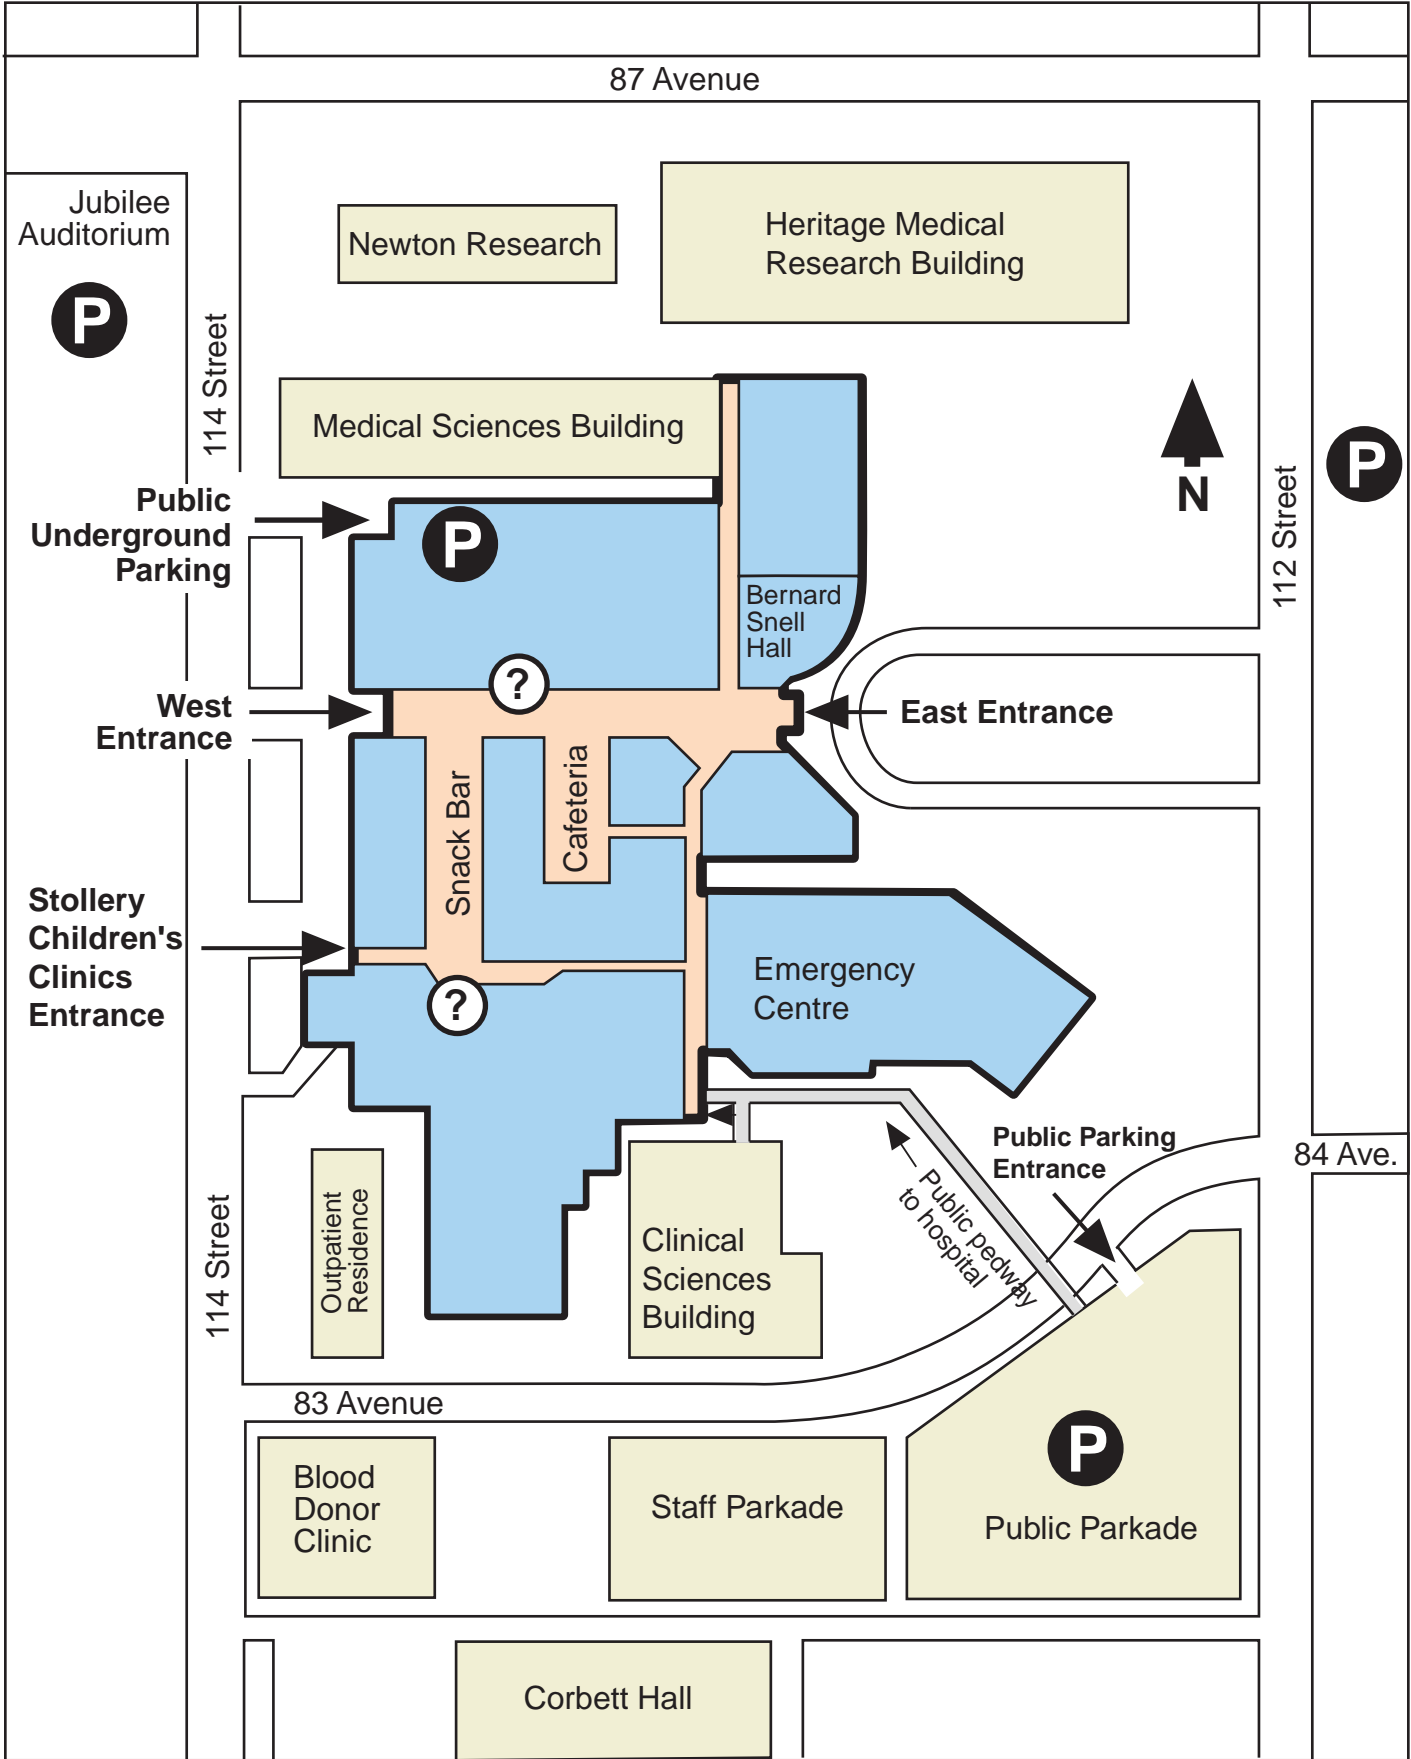 87 Avenue
Jubilee
Auditorium
P
114 Street
Newton Research
Heritage Medical
Research Building
Medical Sciences Building
N
P
112 Street
Public
Underground
Parking
P
Bernard
Snell
Hall
?
West
Entrance
East Entrance
Snack Bar
Cafeteria
Stollery
Children's
Clinics
Entrance
Emergency
Centre
?
Public Parking
Entrance
84 Ave.
Public pedway
to hospital
114 Street
Outpatient
Residence
Clinical
Sciences
Building
83 Avenue
Blood
Donor
Clinic
Staff Parkade
P
Public Parkade
Corbett Hall